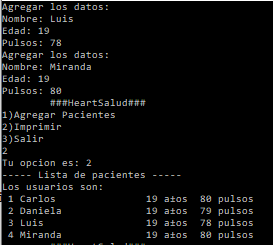 Agregar los datos:
Nombre: Luis
Edad: 19
Pulsos: 78
Agregar los datos:
Nombre: Miranda
Edad: 19
Pulsos: 80
###HeartSalud###
1)Agregar Pacientes
2)Imprimir
3)Salir
2
Tu opcion es: 2
----- Lista de pacientes -----
Los usuarios son:
1 Carlos 19 a±os 80 pulsos
2 Daniela 19 a±os 79 pulsos
3 Luis 19 a±os 78 pulsos
4 Miranda 19 a±os 80 pulsos
###HeartSalud###